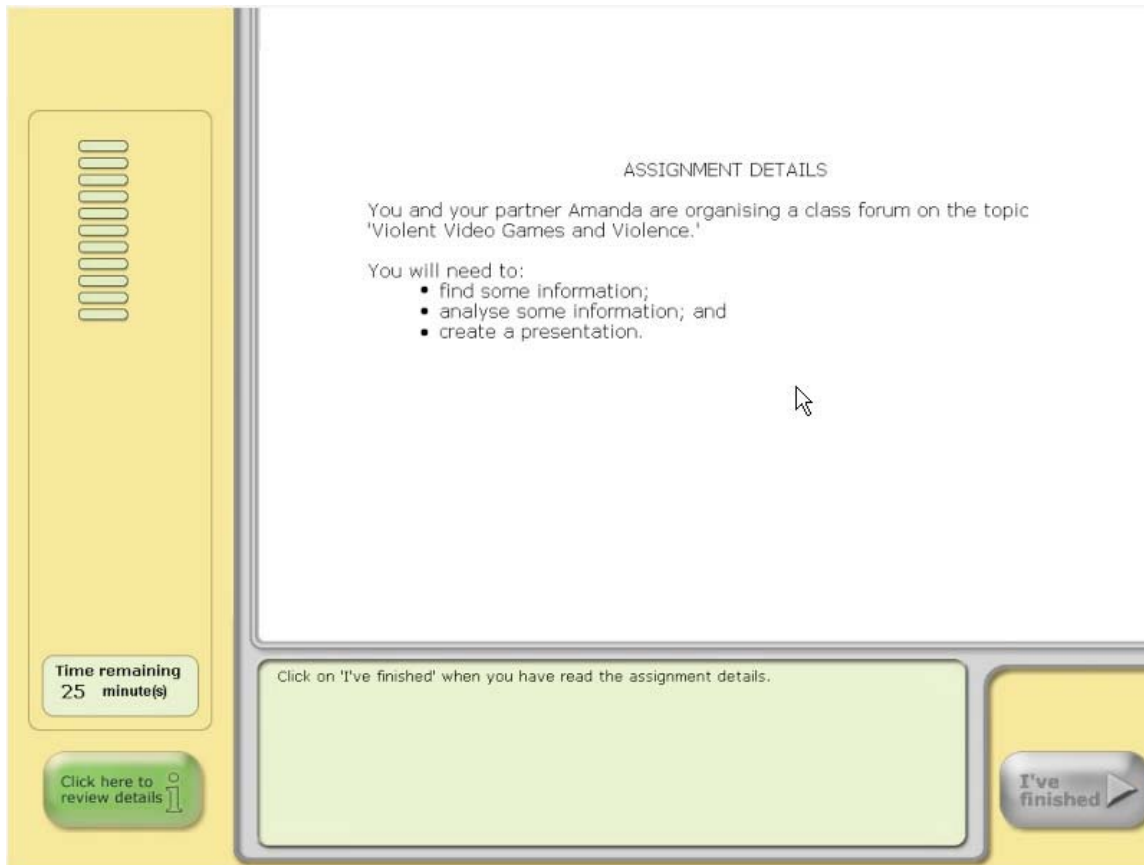 ASSIGNMENT DETAILS
You and your partner Amanda are organising a class forum on the topic
'Violent Video Games and Violence.'
You will need to:
• find some information;
• analyse some information; and
• create a presentation.
Time remaining
25 minute(s)
Click here to
review details i
Click on 'I've finished' when you have read the assignment details.
I've
finished